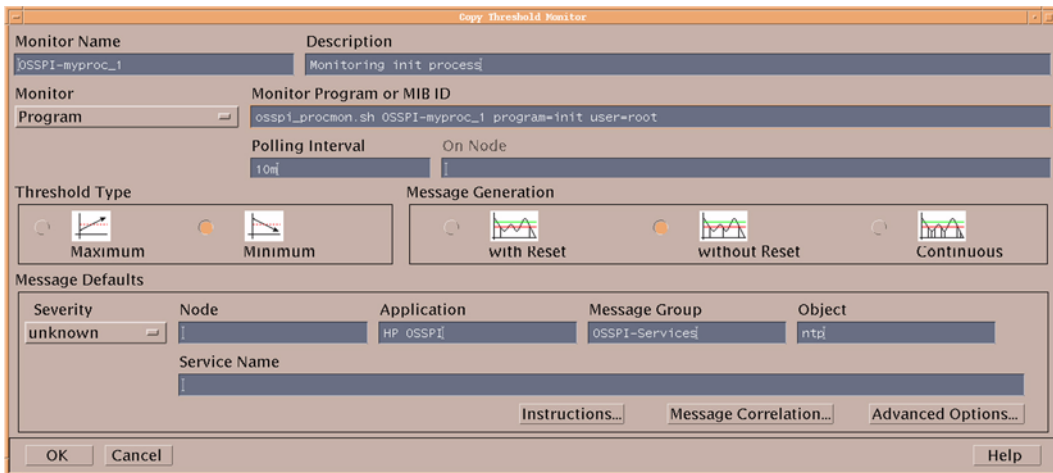 Copy Threshold Monitor
Monitor Name Description
OSSPI-myproc_1 Monitoring init process
Monitor Monitor Program or MIB ID
Program osspi_procmon.sh OSSPI-myproc_1 program=init user=root
Polling Interval On Node
10m
Threshold Type Message Generation
Maximum Minimum with Reset without Reset Continuous
Message Defaults
Severity Node Application Message Group Object
unknown HP OSSPI OSSPI-Services ntp
Service Name
Instructions... Message Correlation... Advanced Options...
OK Cancel Help